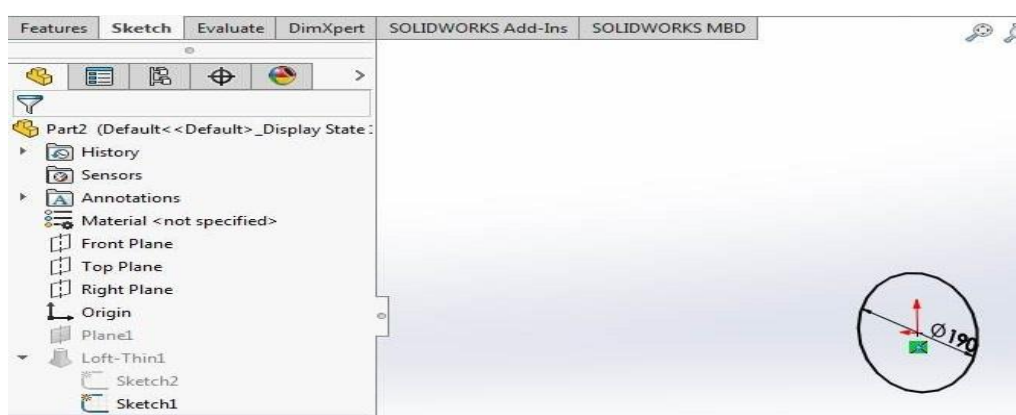 Features Sketch Evaluate DimXpert SOLIDWORKS Add-Ins SOLIDWORKS MBD
Part2 (Default<<Default>_Display State
History
Sensors
A Annotations
Material <not specified>
Front Plane
Top Plane
Right Plane
Origin
Plane1
Loft-Thin1
Sketch2
Sketch1
Ø190